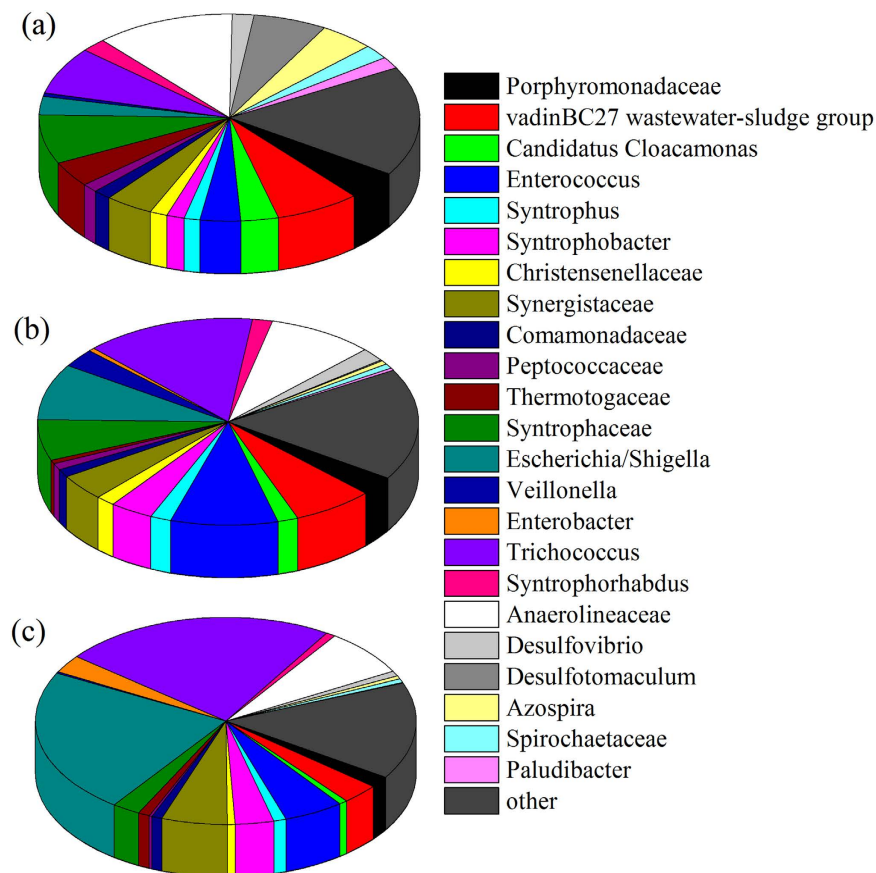 (a)
(b)
(c)
Porphyromonadaceae
vadinBC27 wastewater-sludge group
Candidatus Cloacamonas
Enterococcus
Syntrophus
Syntrophobacter
Christensenellaceae
Synergistaceae
Comamonadaceae
Peptococcaceae
Thermotogaceae
Syntrophaceae
Escherichia/Shigella
Veillonella
Enterobacter
Trichococcus
Syntrophorhabdus
Anaerolineaceae
Desulfovibrio
Desulfotomaculum
Azospira
Spirochaetaceae
Paludibacter
other